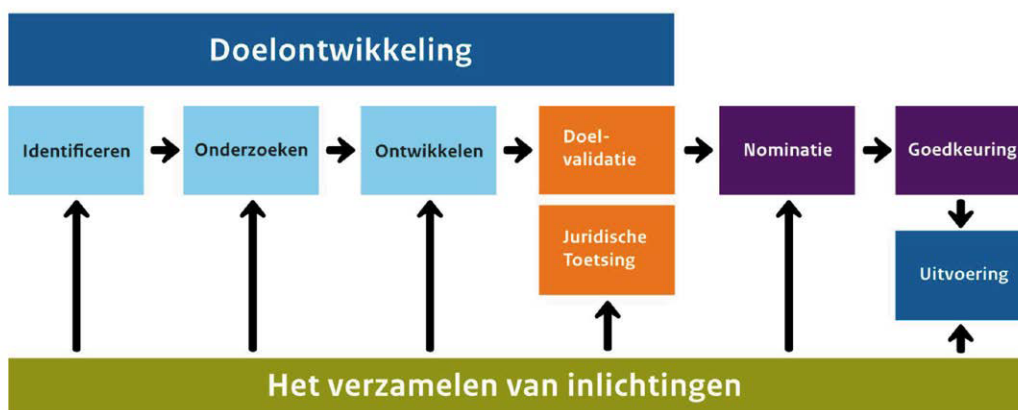 Doelontwikkeling
Identificeren
Onderzoeken
Ontwikkelen
Doel-
validatie
Nominatie
Goedkeuring
Juridische
Toetsing
Uitvoering
Het verzamelen van inlichtingen